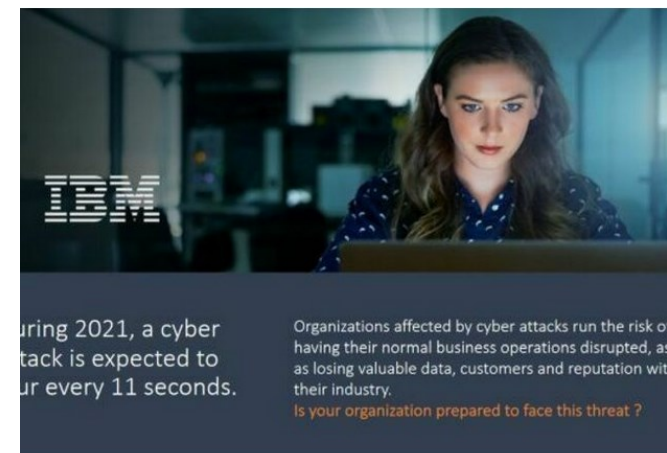 IBM
uring 2021, a cyber
tack is expected to
ur every 11 seconds.
Organizations affected by cyber attacks run the risk of
having their normal business operations disrupted, as
as losing valuable data, customers and reputation wit
their industry.
Is your organization prepared to face this threat ?